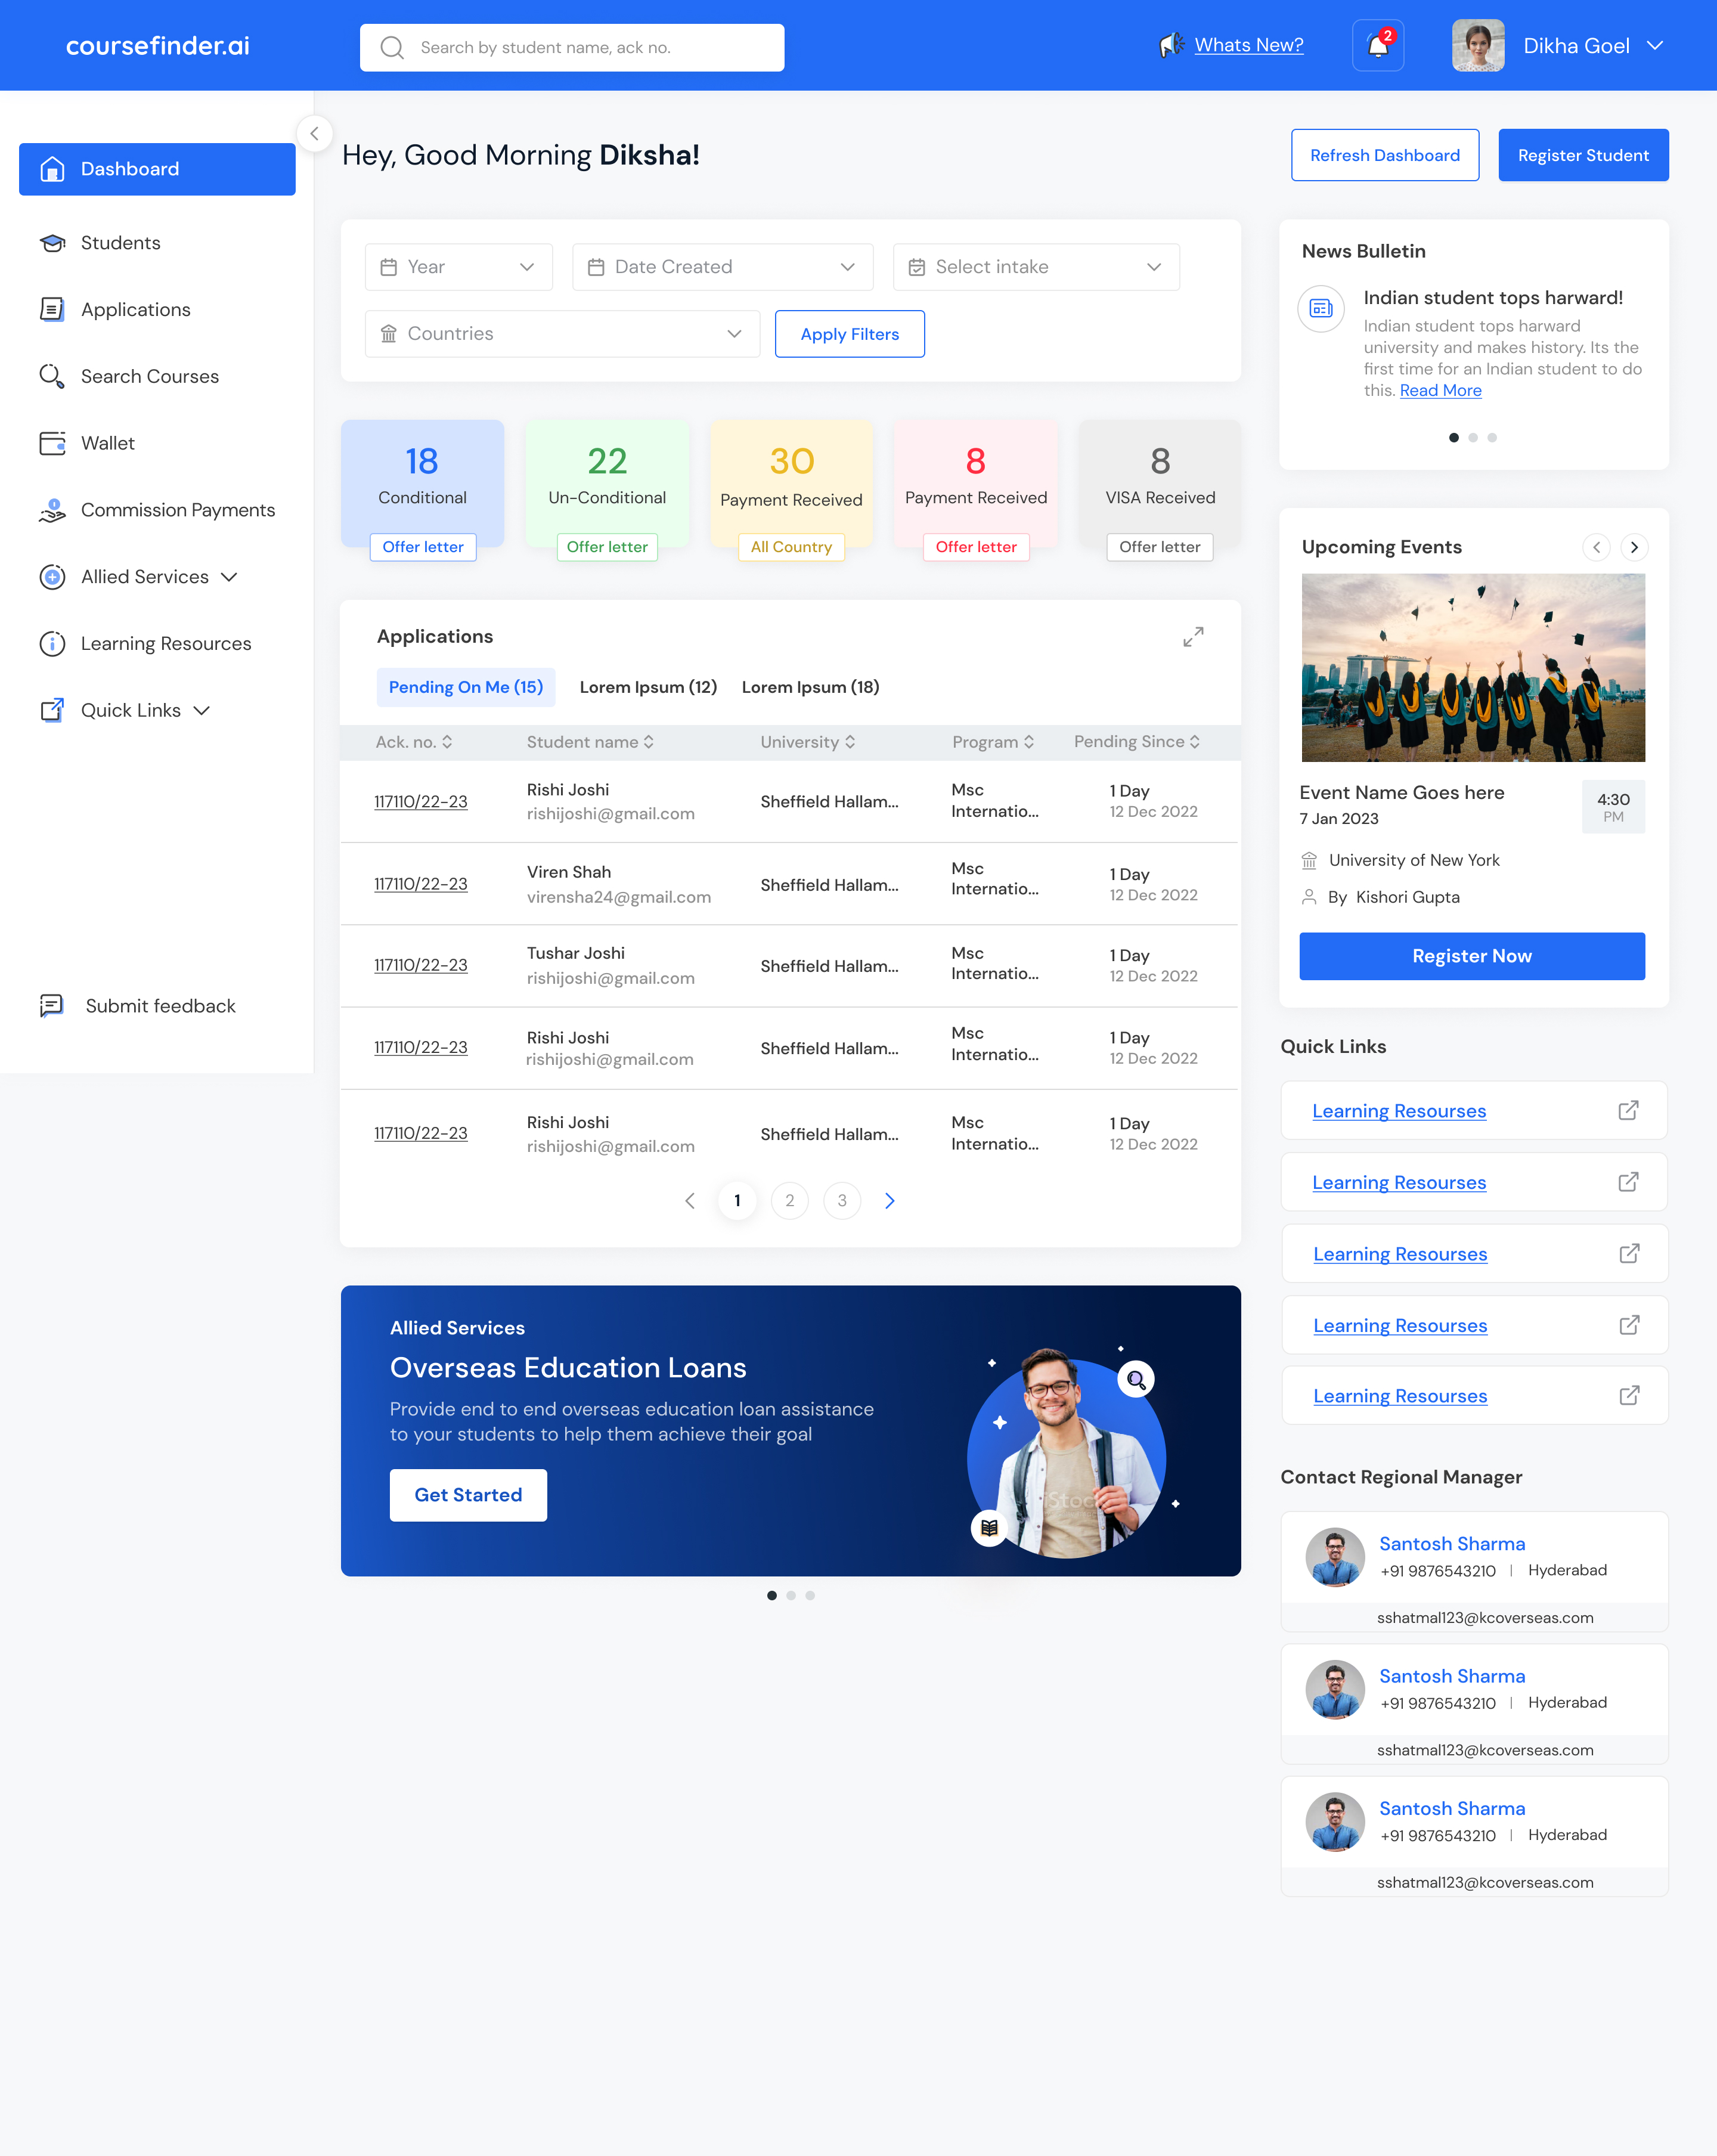 coursefinder.ai
Search by student name, ack no.
Whats New?
2
Dikha Goel
Dashboard
Students
Applications
Search Courses
Wallet
Commission Payments
Allied Services
Learning Resources
Quick Links
Submit feedback
Hey, Good Morning Diksha!
Refresh Dashboard
Register Student
Year
Date Created
Select intake
Countries
Apply Filters
18
Conditional
Offer letter
22
Un-Conditional
Offer letter
30
Payment Received
All Country
8
Payment Received
Offer letter
8
VISA Received
Offer letter
Applications
Pending On Me (15)
Lorem Ipsum (12)
Lorem Ipsum (18)
Ack. no.
Student name
University
Program
Pending Since
117110/22-23
Rishi Joshi
rishijoshi@gmail.com
Sheffield Hallam...
Msc
Internatio...
1 Day
12 Dec 2022
117110/22-23
Viren Shah
virensha24@gmail.com
Sheffield Hallam...
Msc
Internatio...
1 Day
12 Dec 2022
117110/22-23
Tushar Joshi
rishijoshi@gmail.com
Sheffield Hallam...
Msc
Internatio...
1 Day
12 Dec 2022
117110/22-23
Rishi Joshi
rishijoshi@gmail.com
Sheffield Hallam...
Msc
Internatio...
1 Day
12 Dec 2022
117110/22-23
Rishi Joshi
rishijoshi@gmail.com
Sheffield Hallam...
Msc
Internatio...
1 Day
12 Dec 2022
1
2
3
Allied Services
Overseas Education Loans
Provide end to end overseas education loan assistance
to your students to help them achieve their goal
Get Started
iStock
News Bulletin
Indian student tops harward!
Indian student tops harward
university and makes history. Its the
first time for an Indian student to do
this. Read More
Upcoming Events
Event Name Goes here
7 Jan 2023
4:30
PM
University of New York
By Kishori Gupta
Register Now
Quick Links
Learning Resourses
Learning Resourses
Learning Resourses
Learning Resourses
Learning Resourses
Contact Regional Manager
Santosh Sharma
+91 9876543210 | Hyderabad
sshatmal123@kcoverseas.com
Santosh Sharma
+91 9876543210 | Hyderabad
sshatmal123@kcoverseas.com
Santosh Sharma
+91 9876543210 | Hyderabad
sshatmal123@kcoverseas.com